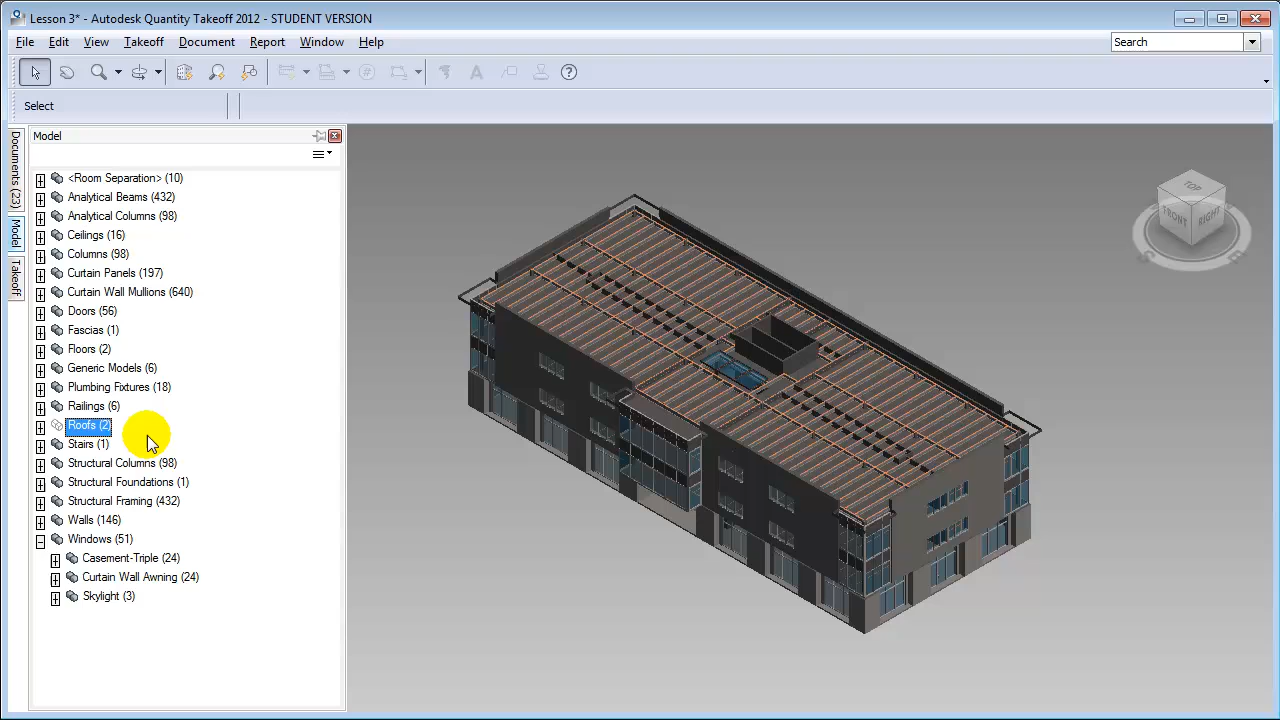 Lesson 3* - Autodesk Quantity Takeoff 2012 - STUDENT VERSION
File Edit View Takeoff Document Report Window Help
Search
Select
Documents (23)
Model
Takeoff
Model
<Room Separation> (10)
Analytical Beams (432)
Analytical Columns (98)
Ceilings (16)
Columns (98)
Curtain Panels (197)
Curtain Wall Mullions (640)
Doors (56)
Fascias (1)
Floors (2)
Generic Models (6)
Plumbing Fixtures (18)
Railings (6)
Roofs (2)
Stairs (1)
Structural Columns (98)
Structural Foundations (1)
Structural Framing (432)
Walls (146)
Windows (51)
Casement-Triple (24)
Curtain Wall Awning (24)
Skylight (3)
TOP
FRONT
RIGHT